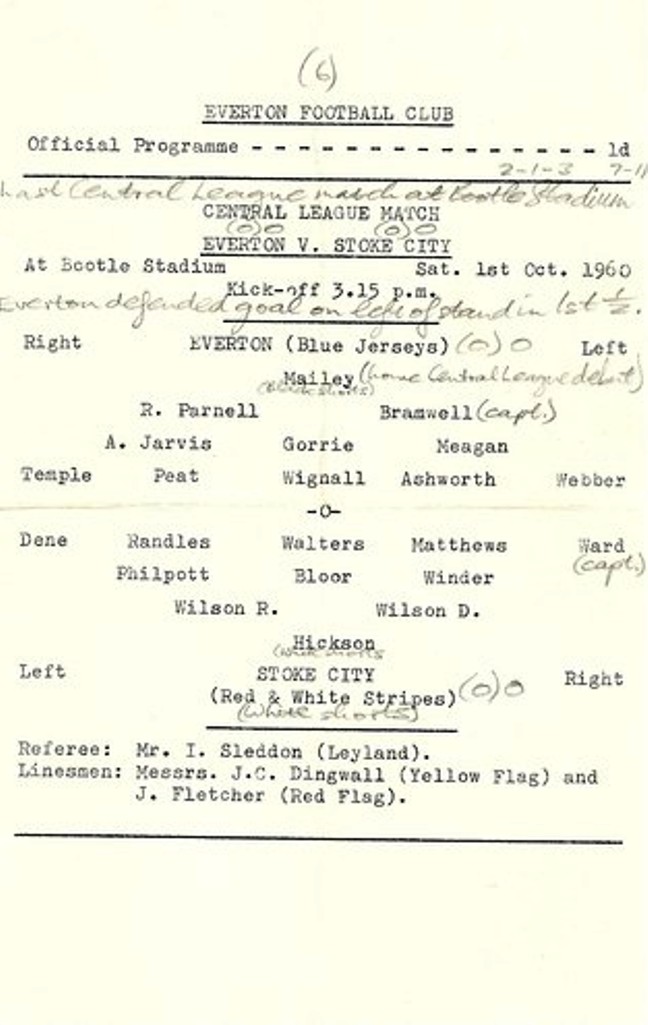 (6)
EVERTON FOOTBALL CLUB
Official Programme - - - - - - - - - - - - - - - - 1d
2-1-3 7-11
Last Central League match at Bootle Stadium
CENTRAL LEAGUE MATCH
(0) 0 (0) 0
EVERTON V. STOKE CITY
At Bootle Stadium Sat. 1st Oct. 1960
Kick-off 3.15 p.m.
Everton defended goal on left of stand in 1st ½.
Right EVERTON (Blue Jerseys) (0) 0 Left
Mailey (home Central League debut)
R. Parnell Bramwell (capt.)
A. Jarvis Gorrie Meagan
Temple Peat Wignall Ashworth Webber
-0-
Dene Randles Walters Matthews Ward
(capt.)
Philpott Bloor Winder
Wilson R. Wilson D.
Hickson
Left STOKE CITY Right
(Red & White Stripes) (0) 0
(White shorts)
Referee: Mr. I. Sleddon (Leyland).
Linesmen: Messrs. J.C. Dingwall (Yellow Flag) and
J. Fletcher (Red Flag).